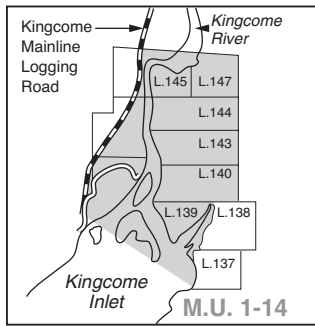 Kingcome
Mainline
Logging
Road
Kingcome
River
L.145
L.147
L.144
L.143
L.140
L.139
L.138
L.137
Kingcome
Inlet
M.U. 1-14